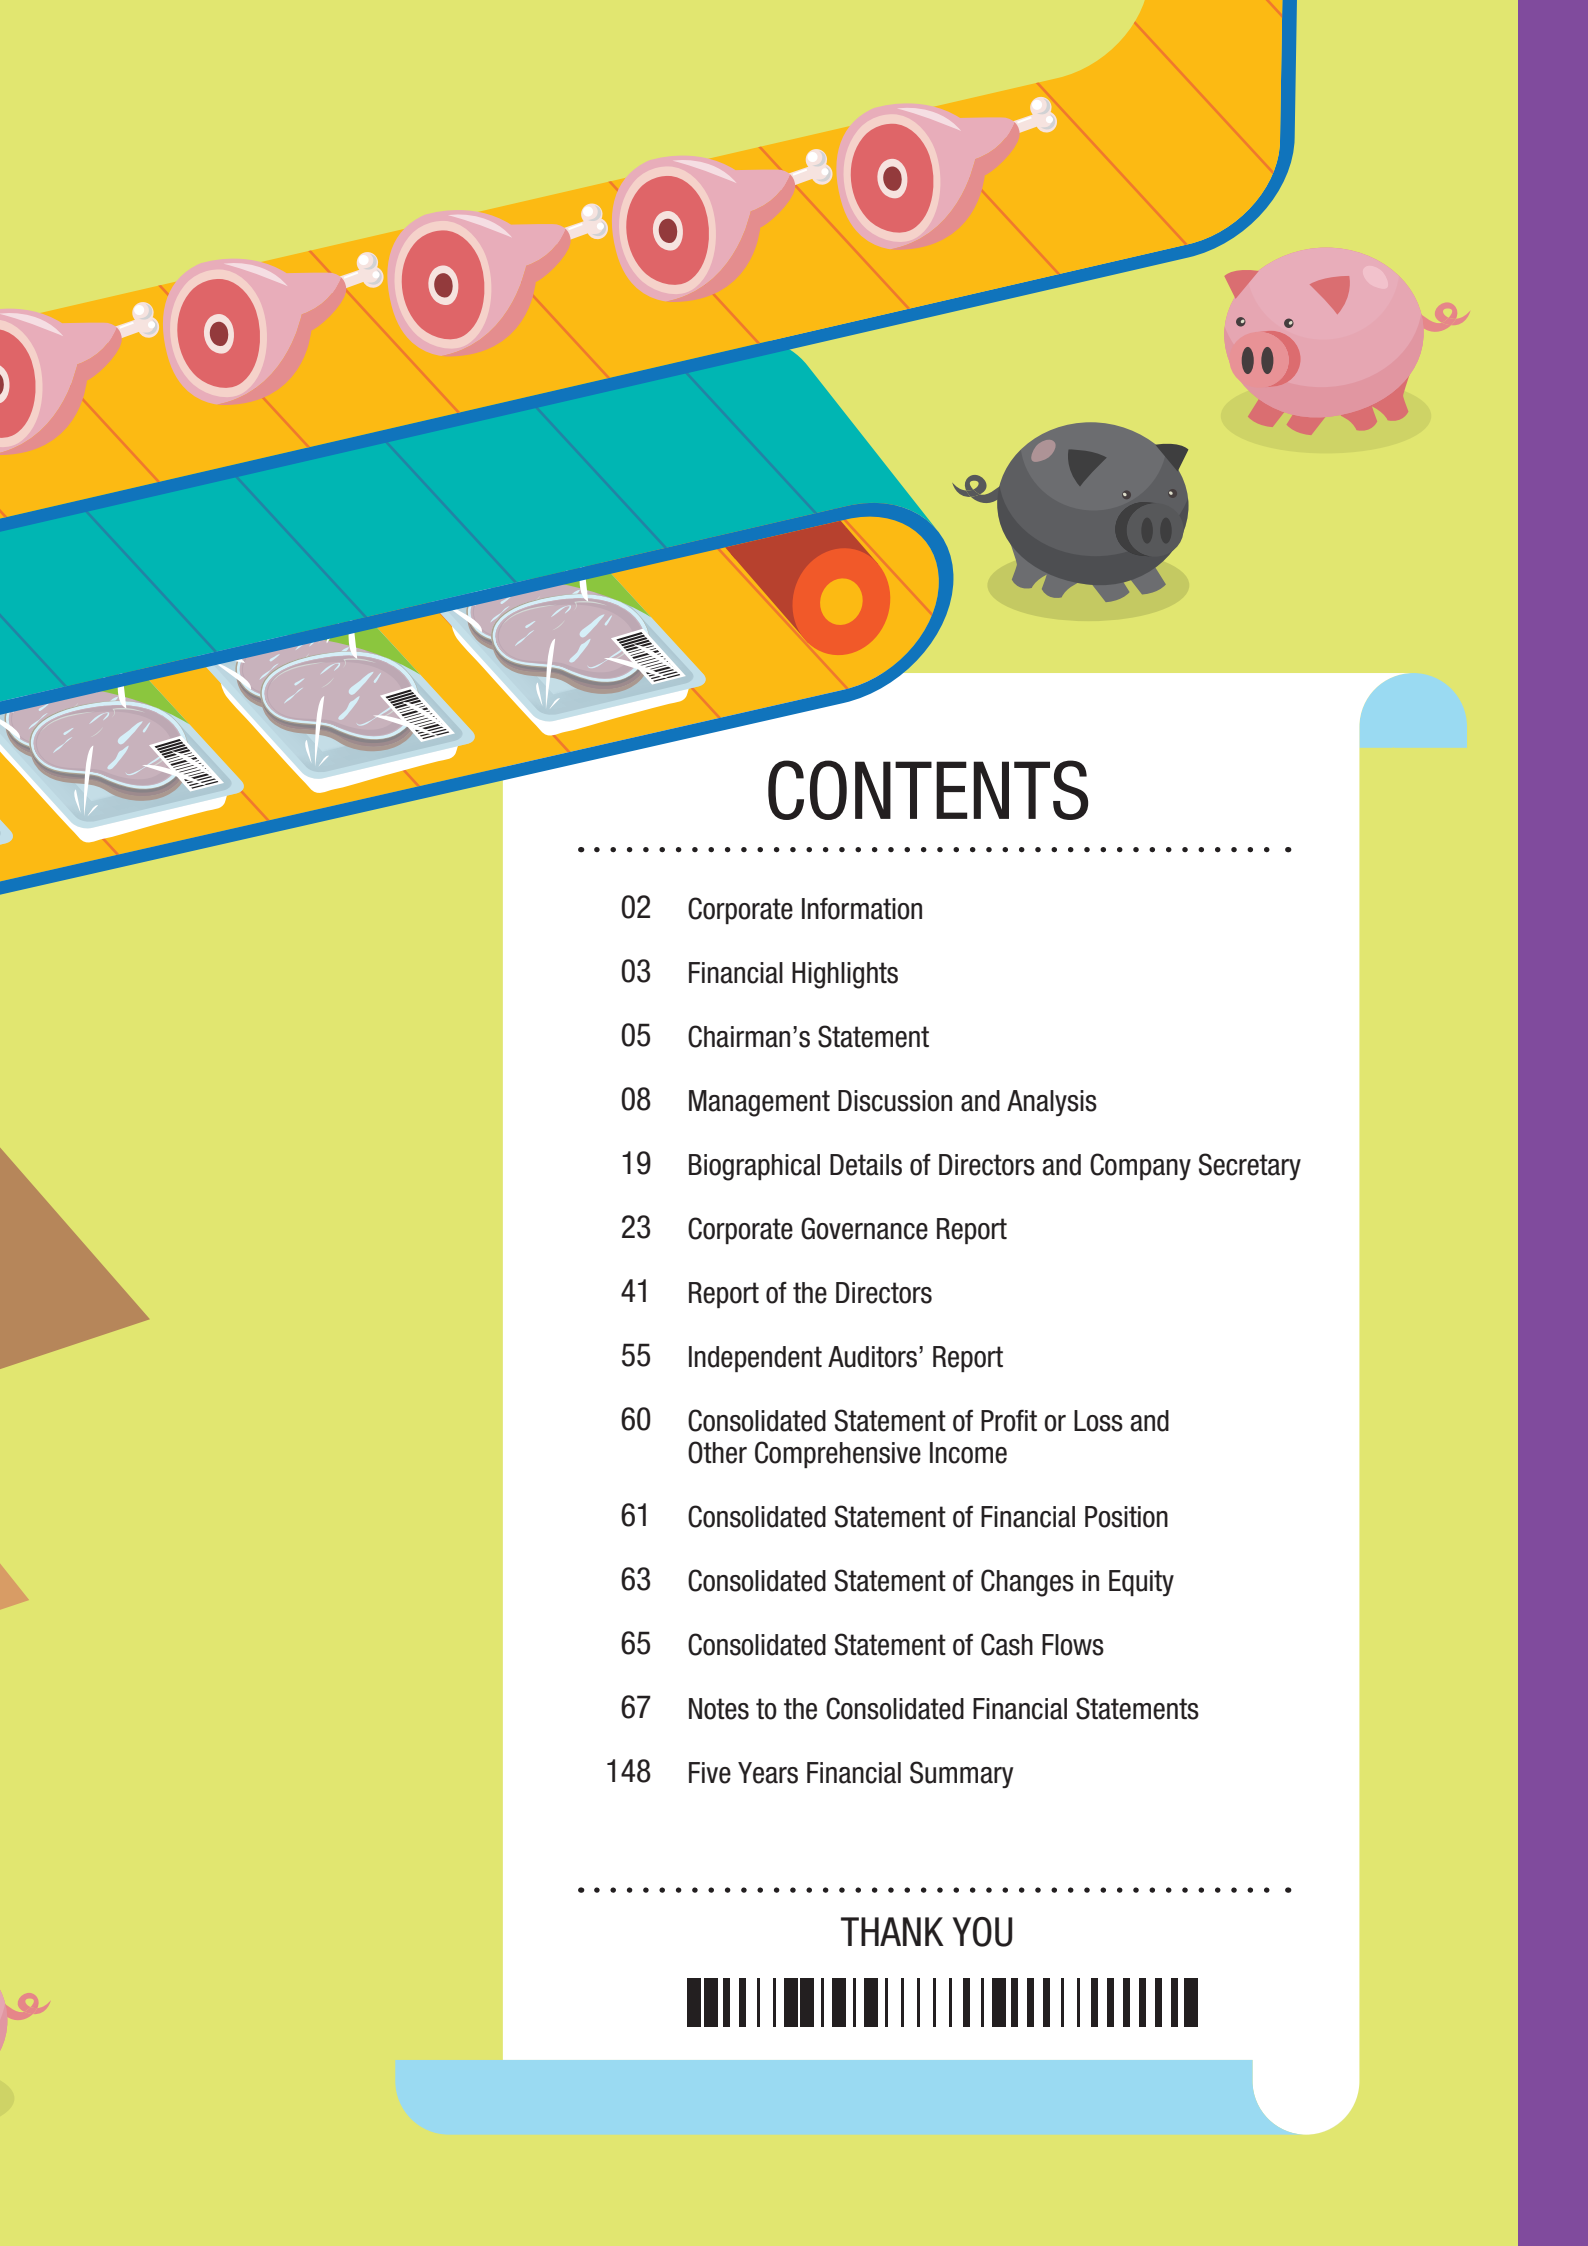 CONTENTS
02 Corporate Information
03 Financial Highlights
05 Chairman’s Statement
08 Management Discussion and Analysis
19 Biographical Details of Directors and Company Secretary
23 Corporate Governance Report
41 Report of the Directors
55 Independent Auditors’ Report
60 Consolidated Statement of Profit or Loss and
Other Comprehensive Income
61 Consolidated Statement of Financial Position
63 Consolidated Statement of Changes in Equity
65 Consolidated Statement of Cash Flows
67 Notes to the Consolidated Financial Statements
148 Five Years Financial Summary
THANK YOU